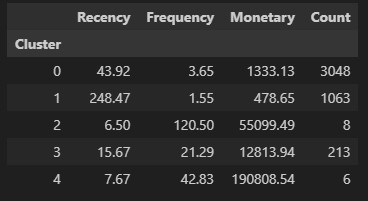 Recency Frequency Monetary Count
Cluster
0 43.92 3.65 1333.13 3048
1 248.47 1.55 478.65 1063
2 6.50 120.50 55099.49 8
3 15.67 21.29 12813.94 213
4 7.67 42.83 190808.54 6